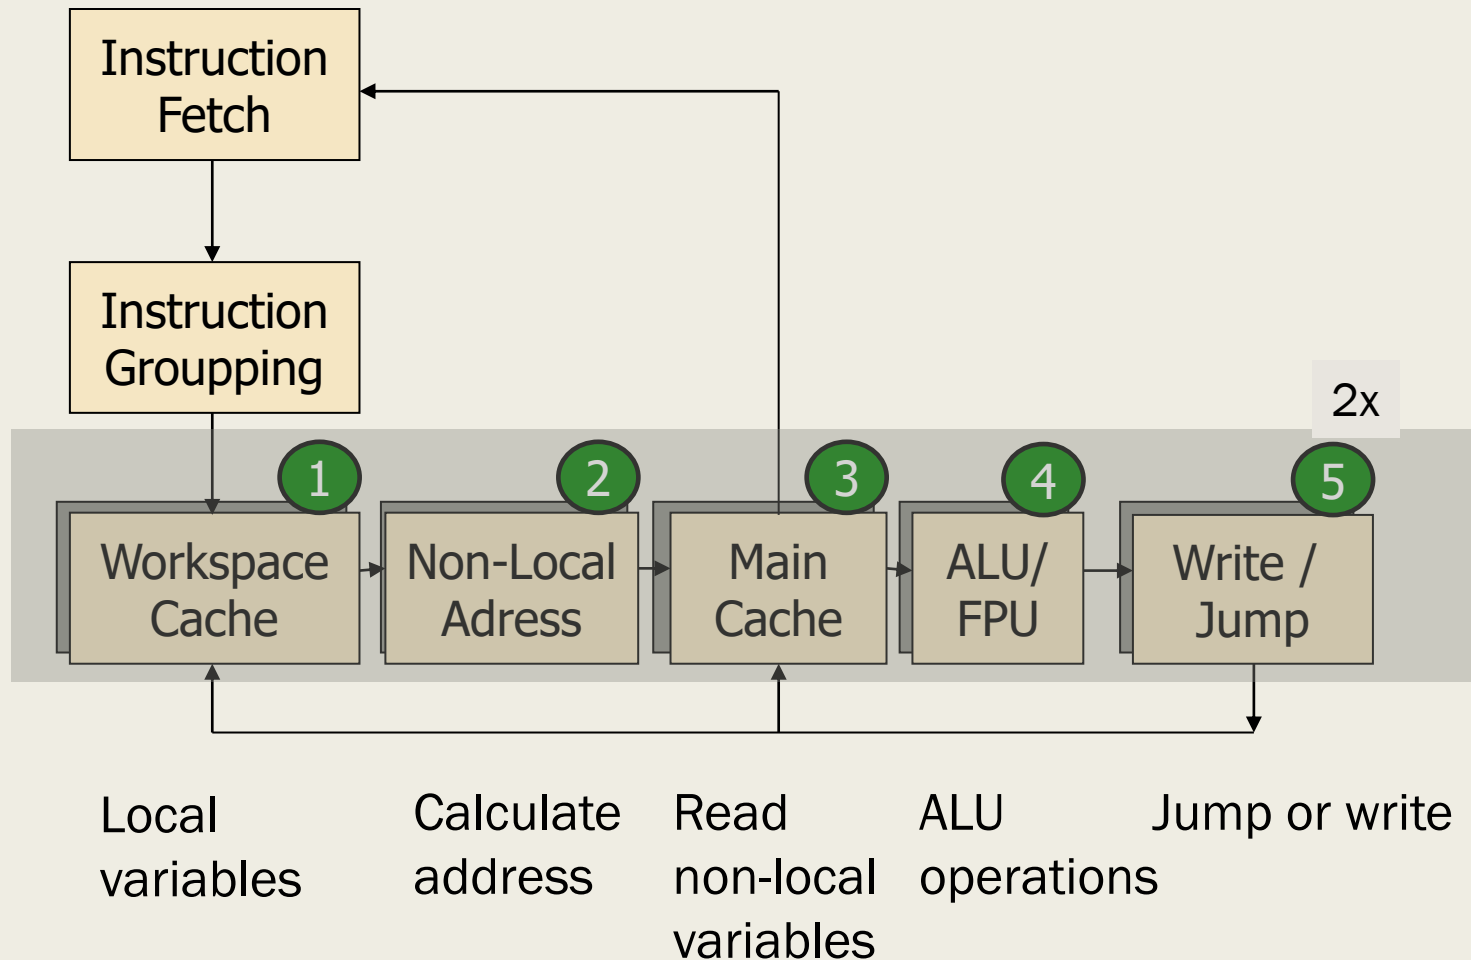 Instruction
Fetch
Instruction
Groupping
2x
1
2
3
4
5
Workspace
Cache
Non-Local
Adress
Main
Cache
ALU/
FPU
Write /
Jump
Local
variables
Calculate
address
Read
non-local
variables
ALU
operations
Jump or write